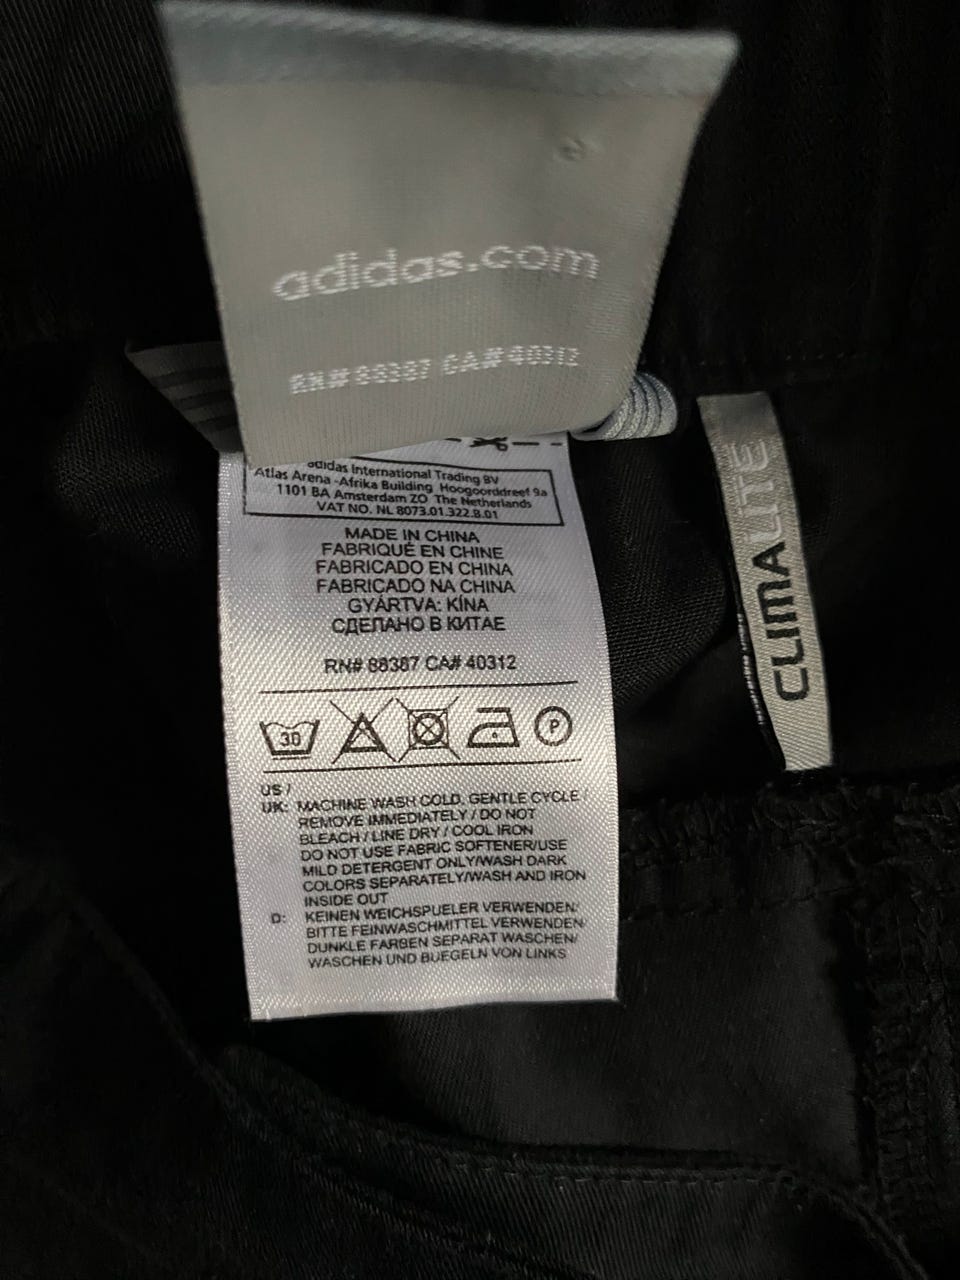 adidas.com
RN# 88387 CA# 40312
adidas International Trading BV
Atlas Arena -Afrika Building Hoogoorddreef 9a
1101 BA Amsterdam ZO The Netherlands
VAT NO. NL 8073.01.322.B.01
MADE IN CHINA
FABRIQUÉ EN CHINE
FABRICADO EN CHINA
FABRICADO NA CHINA
GYÁRTVA: KÍNA
СДЕЛАНО В КИТАЕ
RN# 88387 CA# 40312
30
P
US /
UK: MACHINE WASH COLD, GENTLE CYCLE /
REMOVE IMMEDIATELY / DO NOT
BLEACH / LINE DRY / COOL IRON
DO NOT USE FABRIC SOFTENER/USE
MILD DETERGENT ONLY/WASH DARK
COLORS SEPARATELY/WASH AND IRON
INSIDE OUT
D: KEINEN WEICHSPUELER VERWENDEN/
BITTE FEINWASCHMITTEL VERWENDEN/
DUNKLE FARBEN SEPARAT WASCHEN/
WASCHEN UND BUEGELN VON LINKS
CLIMALITE